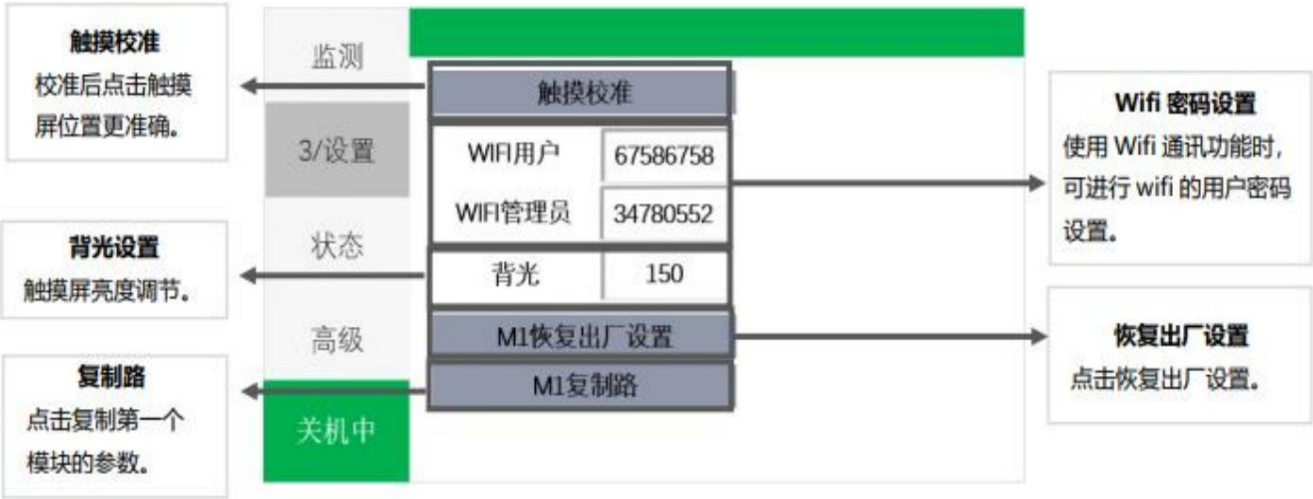 触摸校准
校准后点击触摸
屏位置更准确。
背光设置
触摸屏亮度调节。
复制路
点击复制第一个
模块的参数。
监测
3/设置
状态
高级
关机中
触摸校准
WIFI用户 67586758
WIFI管理员 34780552
背光 150
M1恢复出厂设置
M1复制路
Wifi 密码设置
使用 Wifi 通讯功能时,
可进行 wifi 的用户密码
设置。
恢复出厂设置
点击恢复出厂设置。